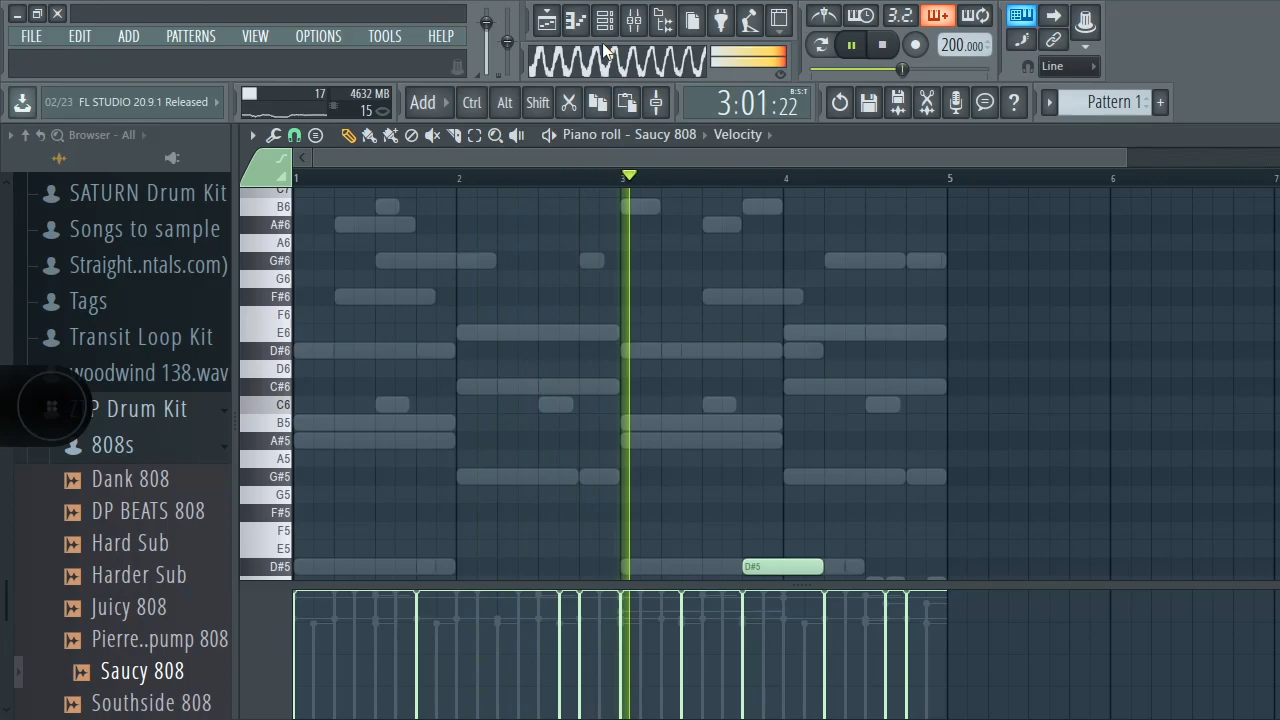 FILE EDIT ADD PATTERNS VIEW OPTIONS TOOLS HELP
3.2
200.000
Line
02/23 FL STUDIO 20.9.1 Released
17 4632 MB
15
Add Ctrl Alt Shift
3:01:22 B:S:T
Pattern 1
Browser - All
Piano roll - Saucy 808 Velocity
1 2 3 4 5 6 7
SATURN Drum Kit
Songs to sample
Straight..ntals.com)
Tags
Transit Loop Kit
woodwind 138.wav
Drum Kit
808s
Dank 808
DP BEATS 808
Hard Sub
Harder Sub
Juicy 808
Pierre..pump 808
Saucy 808
Southside 808
C7
B6
A#6
A6
G#6
G6
F#6
F6
E6
D#6
D6
C#6
C6
B5
A#5
A5
G#5
G5
F#5
F5
E5
D#5
D#5